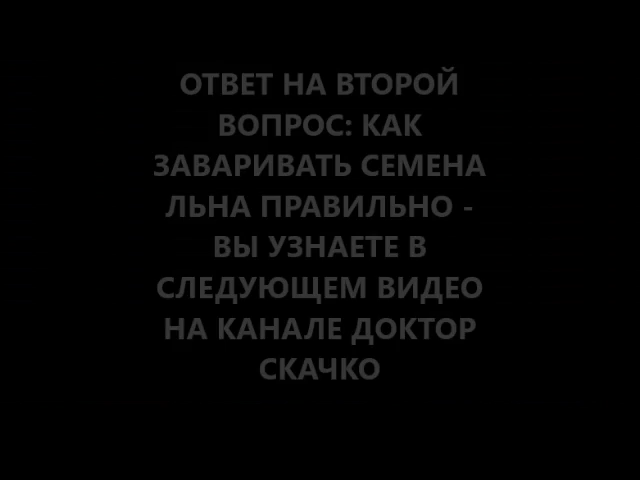 ОТВЕТ НА ВТОРОЙ
ВОПРОС: КАК
ЗАВАРИВАТЬ СЕМЕНА
ЛЬНА ПРАВИЛЬНО -
ВЫ УЗНАЕТЕ В
СЛЕДУЮЩЕМ ВИДЕО
НА КАНАЛЕ ДОКТОР
СКАЧКО